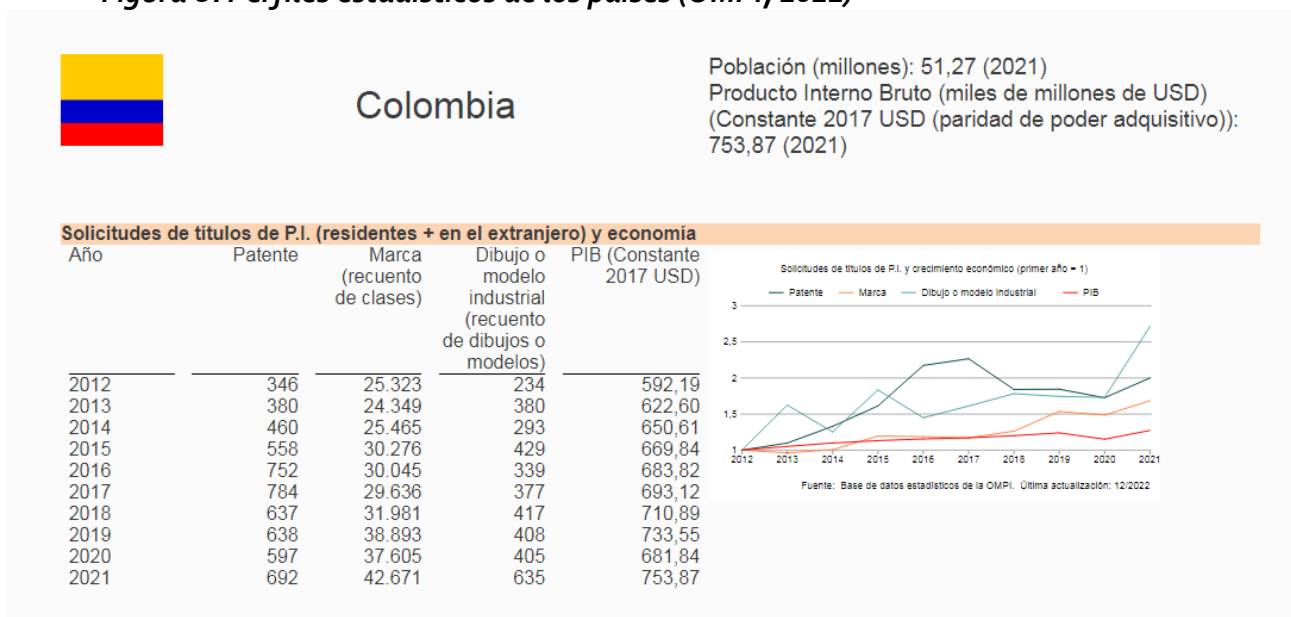 Figura Perfiles estadísticos de los países (OMPI, 2022)
Colombia
Población (millones): 51,27 (2021)
Producto Interno Bruto (miles de millones de USD)
(Constante 2017 USD (paridad de poder adquisitivo)):
753,87 (2021)
Solicitudes de títulos de P.I. (residentes + en el extranjero) y economía
Año Patente Marca Dibujo o PIB (Constante
(recuento modelo 2017 USD)
de clases) industrial
(recuento
de dibujos o
modelos)
2012 346 25.323 234 592,19
2013 380 24.349 380 622,60
2014 460 25.465 293 650,61
2015 558 30.276 429 669,84
2016 752 30.045 339 683,82
2017 784 29.636 377 693,12
2018 637 31.981 417 710,89
2019 638 38.893 408 733,55
2020 597 37.605 405 681,84
2021 692 42.671 635 753,87
Solicitudes de títulos de P.I. y crecimiento económico (primer año = 1)
Patente Marca Dibujo o modelo industrial PIB
3
2,5
2
1,5
1
2012 2013 2014 2015 2016 2017 2018 2019 2020 2021
Fuente: Base de datos estadísticos de la OMPI. Última actualización: 12/2022